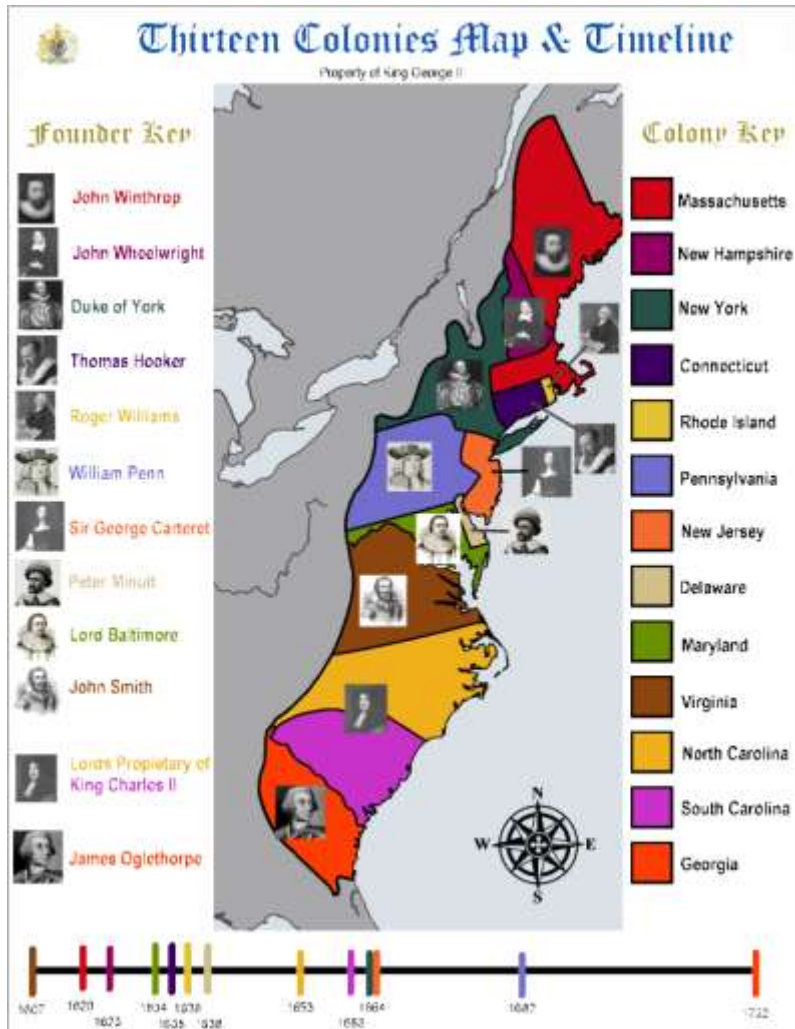 Thirteen Colonies Map & Timeline
Property of King George II
Founder Key
John Winthrop
John Wheelwright
Duke of York
Thomas Hooker
Roger Williams
William Penn
Sir George Carteret
Peter Minuit
Lord Baltimore
John Smith
Lords Propietary of
King Charles II
James Oglethorpe
Colony Key
Massachusetts
New Hampshire
New York
Connecticut
Rhode Island
Pennsylvania
New Jersey
Delaware
Maryland
Virginia
North Carolina
South Carolina
Georgia
N
W E
S
1607
1620
1623
1634
1635
1636
1638
1653
1663
1664
1682
1732